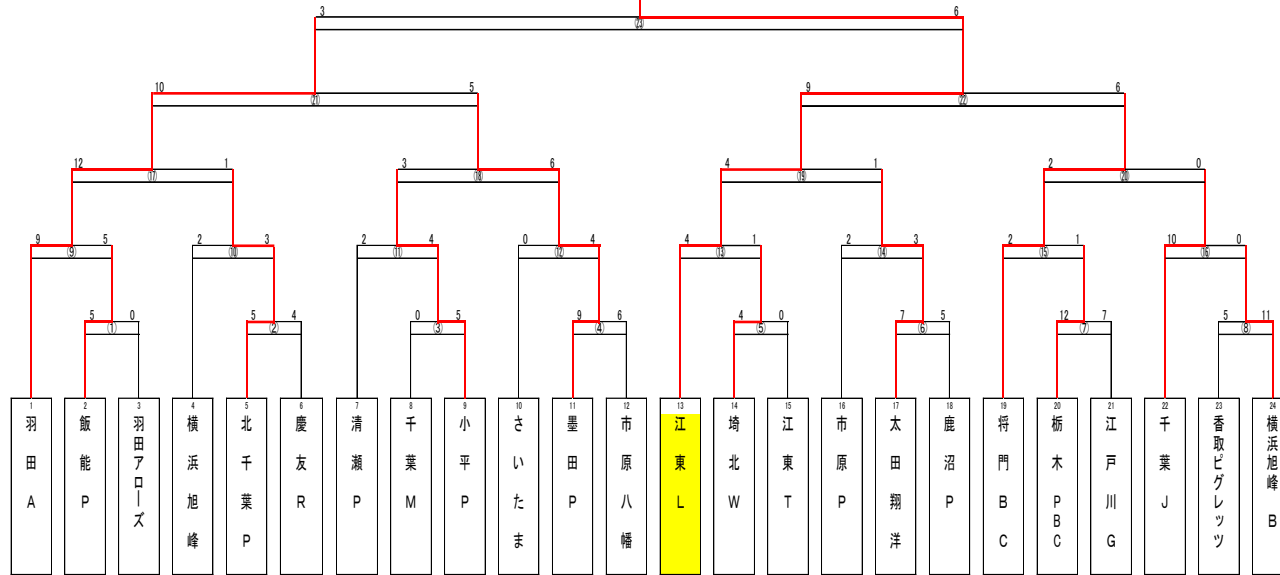 3 6
㉓
10 5 9 6
㉑ ㉒
12 1 3 6 4 1 2 0
⑰ ⑱ ⑲ ⑳
9 5 2 3 2 4 0 4 4 1 2 3 2 1 10 0
⑨ ⑩ ⑪ ⑫ ⑬ ⑭ ⑮ ⑯
5 0 5 4 0 5 9 6 4 0 7 5 12 7 5 11
① ② ③ ④ ⑤ ⑥ ⑦ ⑧
1 2 3 4 5 6 7 8 9 10 11 12 13 14 15 16 17 18 19 20 21 22 23 24
羽田A
飯能P
羽田アローズ
横浜旭峰
北千葉P
慶友R
清瀬P
千葉M
小平P
さいたま
墨田P
市原八幡
江東L
埼北W
江東T
市原P
太田翔洋
鹿沼P
将門BC
栃木PBC
江戸川G
千葉J
香取ピグレッツ
横浜旭峰B